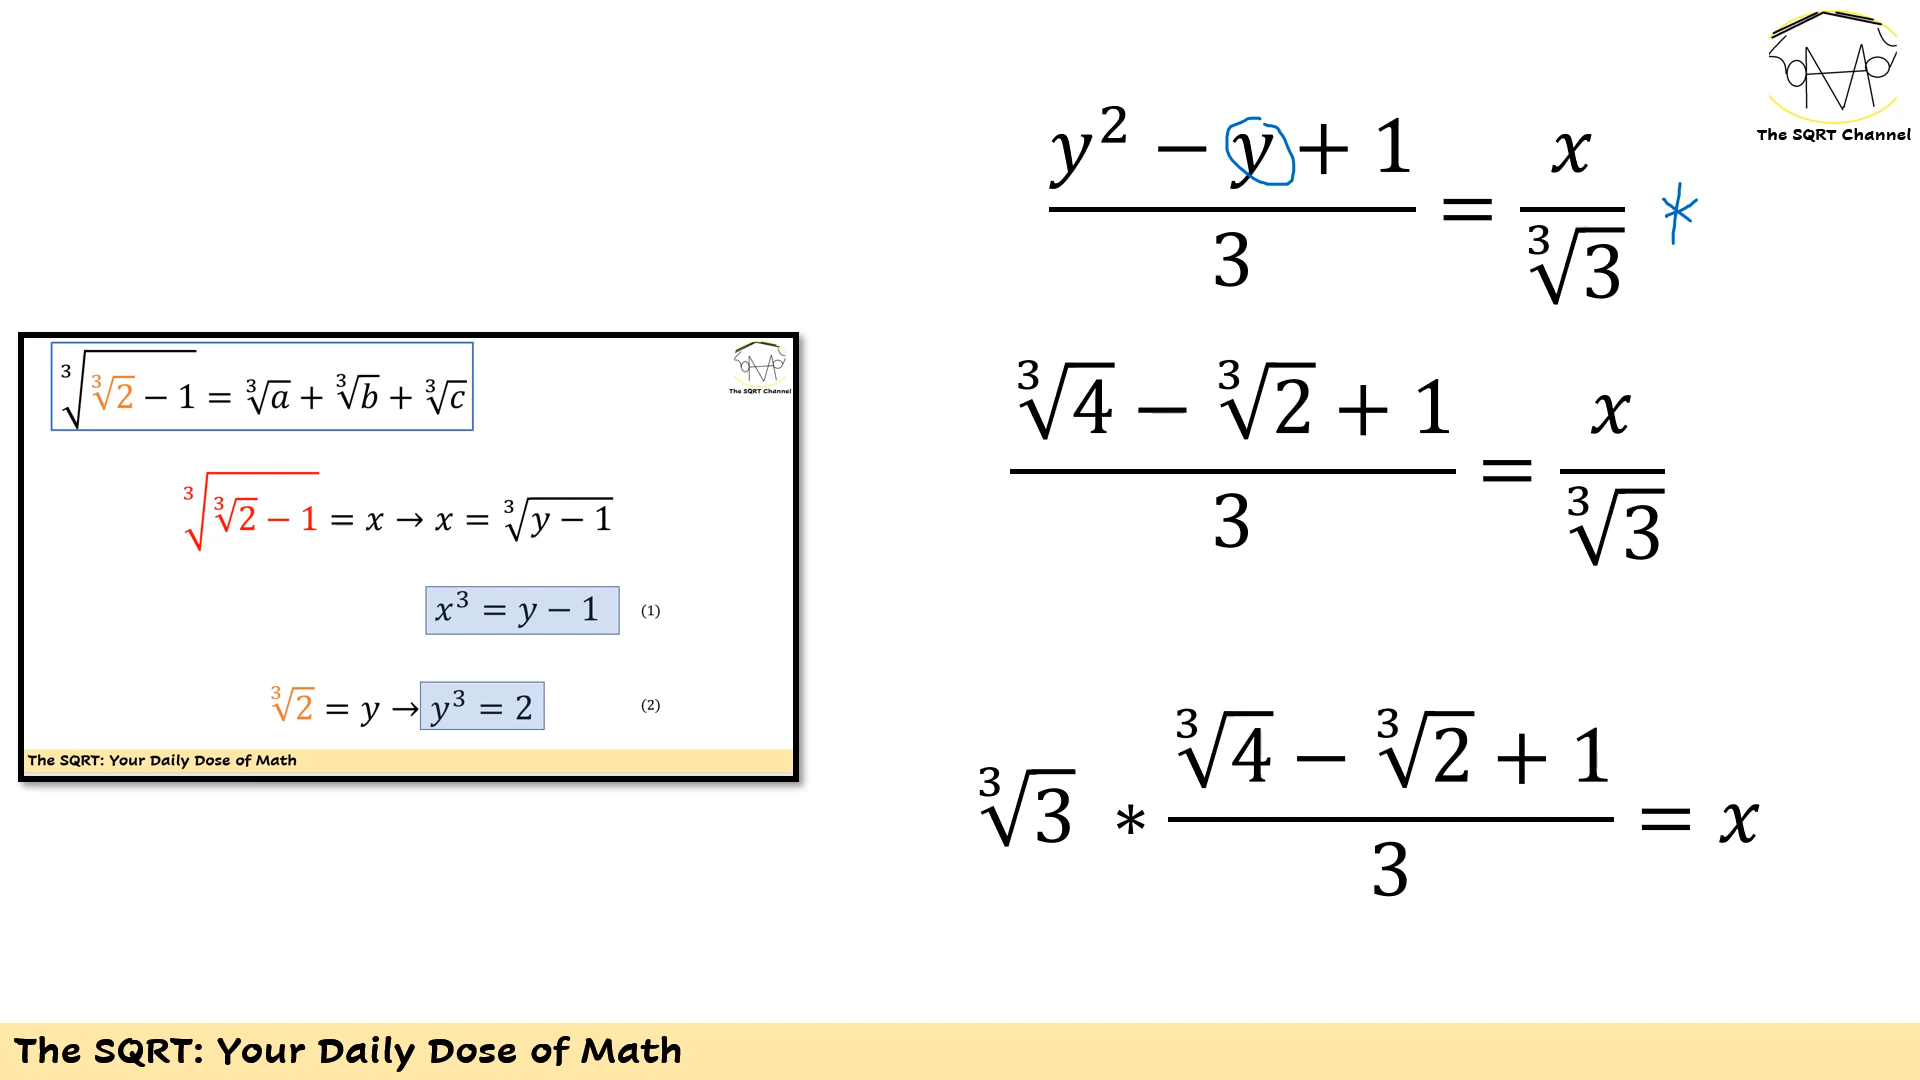 The SQRT Channel
∛(∛2 − 1) = ∛a + ∛b + ∛c
The SQRT Channel
∛(∛2 − 1) = x → x = ∛(y − 1)
x³ = y − 1 (1)
∛2 = y → y³ = 2 (2)
The SQRT: Your Daily Dose of Math
(y² − y + 1)/3 = x/∛3 *
(∛4 − ∛2 + 1)/3 = x/∛3
∛3 * (∛4 − ∛2 + 1)/3 = x
The SQRT: Your Daily Dose of Math